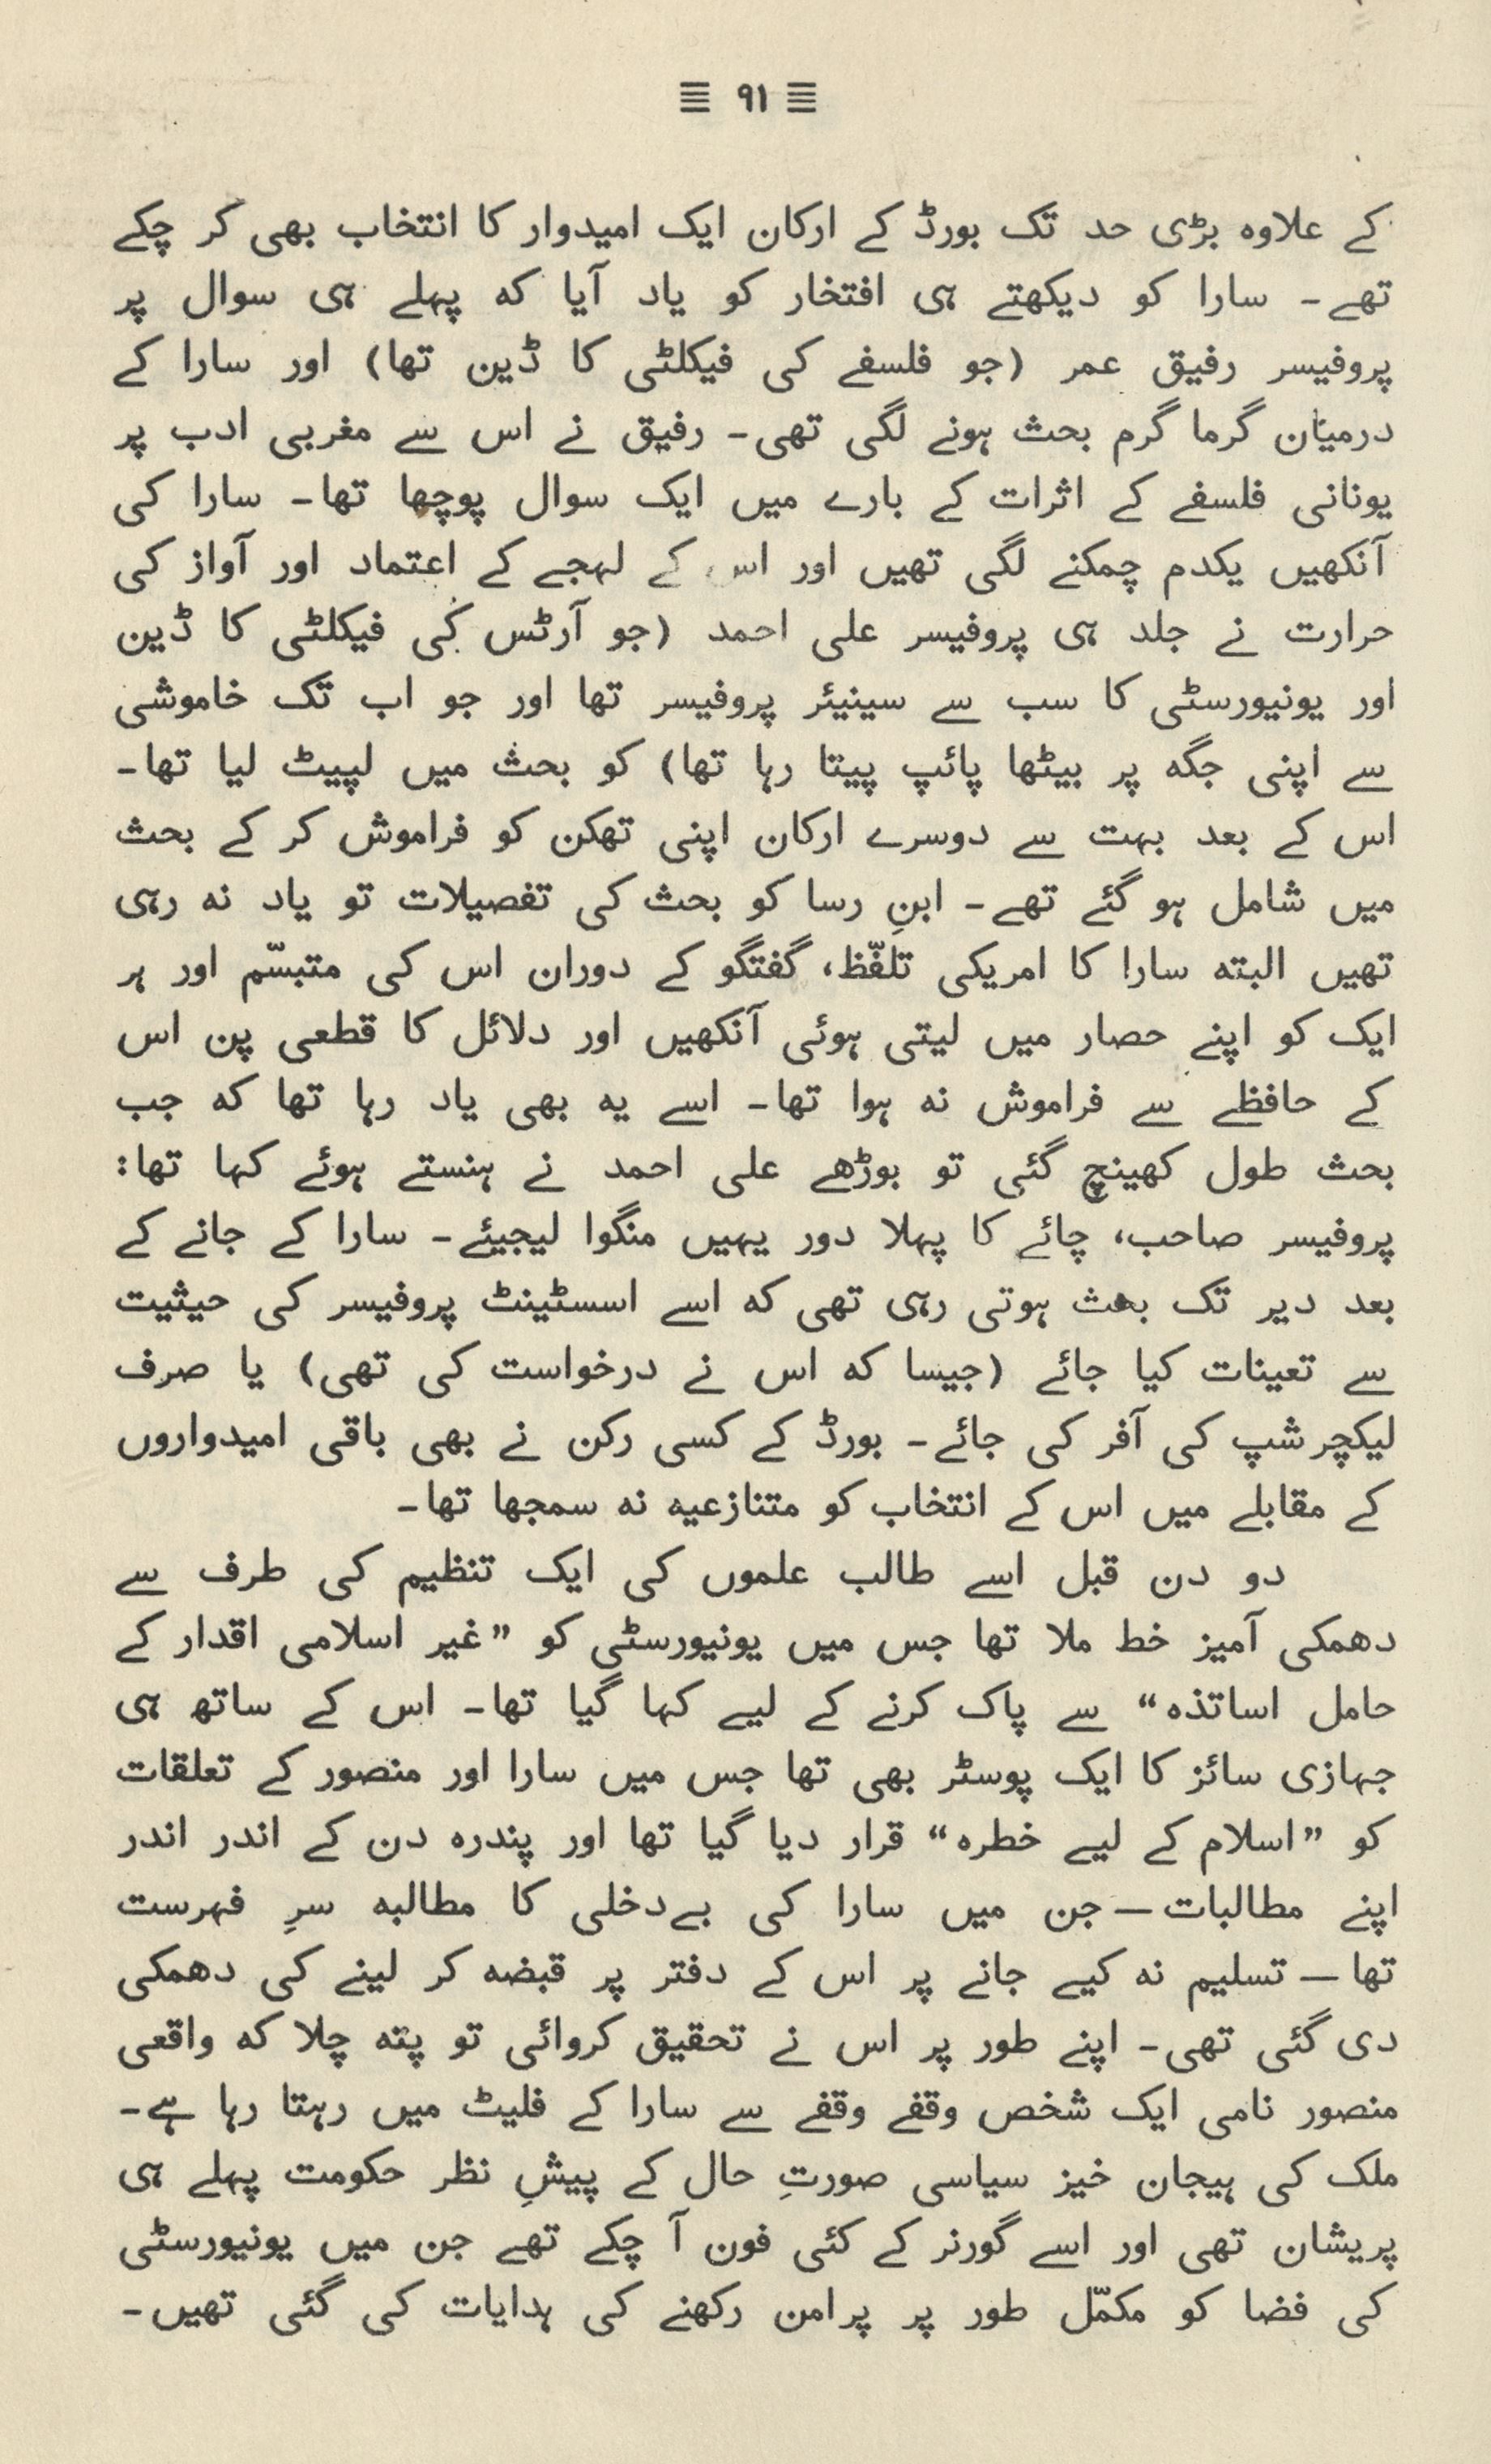 ≡ ۹۱ ≡
کے علاوہ بڑی حد تک بورڈ کے ارکان ایک امیدوار کا انتخاب بھی کر چکے
تھے۔ سارا کو دیکھتے ہی افتخار کو یاد آیا کہ پہلے ہی سوال پر
پروفیسر رفیق عمر (جو فلسفے کی فیکلٹی کا ڈین تھا) اور سارا کے
درمیان گرما گرم بحث ہونے لگی تھی۔ رفیق نے اس سے مغربی ادب پر
یونانی فلسفے کے اثرات کے بارے میں ایک سوال پوچھا تھا۔ سارا کی
آنکھیں یکدم چمکنے لگی تھیں اور اس کے لہجے کے اعتماد اور آواز کی
حرارت نے جلد ہی پروفیسر علی احمد (جو آرٹس کی فیکلٹی کا ڈین
اور یونیورسٹی کا سب سے سینیئر پروفیسر تھا اور جو اب تک خاموشی
سے اپنی جگہ پر بیٹھا پائپ پیتا رہا تھا) کو بحث میں لپیٹ لیا تھا۔
اس کے بعد بہت سے دوسرے ارکان اپنی تھکن کو فراموش کر کے بحث
میں شامل ہو گئے تھے۔ ابنِ رسا کو بحث کی تفصیلات تو یاد نہ رہی
تھیں البتہ سارا کا امریکی تلفّظ، گفتگو کے دوران اس کی متبسّم اور ہر
ایک کو اپنے حصار میں لیتی ہوئی آنکھیں اور دلائل کا قطعی پن اس
کے حافظے سے فراموش نہ ہوا تھا۔ اسے یہ بھی یاد رہا تھا کہ جب
بحث طول کھینچ گئی تو بوڑھے علی احمد نے ہنستے ہوئے کہا تھا:
پروفیسر صاحب، چائے کا پہلا دور یہیں منگوا لیجیئے۔ سارا کے جانے کے
بعد دیر تک بحث ہوتی رہی تھی کہ اسے اسسٹینٹ پروفیسر کی حیثیت
سے تعینات کیا جائے (جیسا کہ اس نے درخواست کی تھی) یا صرف
لیکچر شپ کی آفر کی جائے۔ بورڈ کے کسی رکن نے بھی باقی امیدواروں
کے مقابلے میں اس کے انتخاب کو متنازعیہ نہ سمجھا تھا۔
دو دن قبل اسے طالب علموں کی ایک تنظیم کی طرف سے
دھمکی آمیز خط ملا تھا جس میں یونیورسٹی کو ”غیر اسلامی اقدار کے
حامل اساتذہ“ سے پاک کرنے کے لیے کہا گیا تھا۔ اس کے ساتھ ہی
جہازی سائز کا ایک پوسٹر بھی تھا جس میں سارا اور منصور کے تعلقات
کو ”اسلام کے لیے خطرہ“ قرار دیا گیا تھا اور پندرہ دن کے اندر اندر
اپنے مطالبات — جن میں سارا کی بےدخلی کا مطالبہ سرِ فہرست
تھا — تسلیم نہ کیے جانے پر اس کے دفتر پر قبضہ کر لینے کی دھمکی
دی گئی تھی۔ اپنے طور پر اس نے تحقیق کروائی تو پتہ چلا کہ واقعی
منصور نامی ایک شخص وقفے وقفے سے سارا کے فلیٹ میں رہتا رہا ہے۔
ملک کی ہیجان خیز سیاسی صورتِ حال کے پیشِ نظر حکومت پہلے ہی
پریشان تھی اور اسے گورنر کے کئی فون آ چکے تھے جن میں یونیورسٹی
کی فضا کو مکمّل طور پر پرامن رکھنے کی ہدایات کی گئی تھیں۔